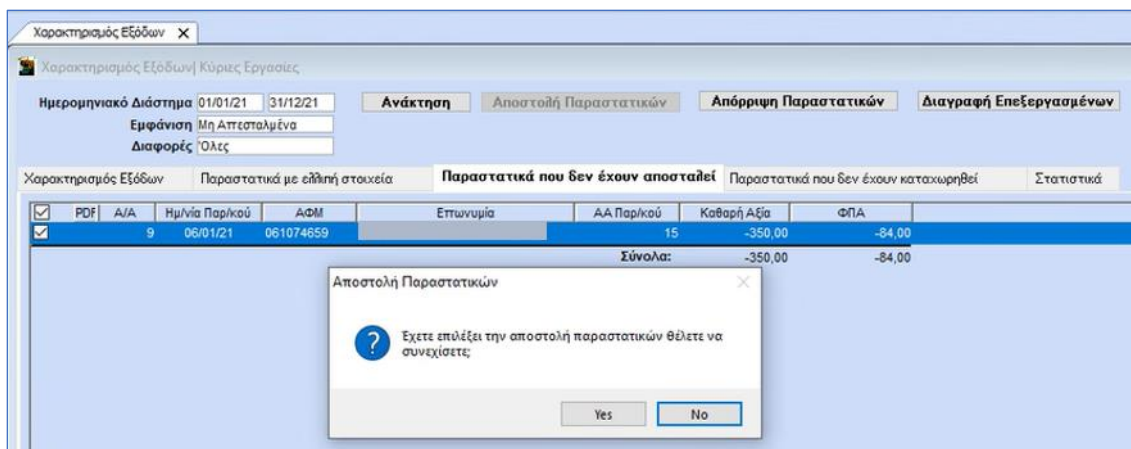 Χαρακτηρισμός Εξόδων X
Χαρακτηρισμός Εξόδων| Κύριες Εργασίες
Ημερομηνιακό Διάστημα 01/01/21 31/12/21 Ανάκτηση Αποστολή Παραστατικών Απόρριψη Παραστατικών Διαγραφή Επεξεργασμένων
Εμφάνιση Μη Απεσταλμένα
Διαφορές Όλες
Χαρακτηρισμός Εξόδων Παραστατικά με ελλιπή στοιχεία Παραστατικά που δεν έχουν αποσταλεί Παραστατικά που δεν έχουν καταχωρηθεί Στατιστικά
PDF Α/Α Ημ/νία Παρ/κού ΑΦΜ Επωνυμία ΑΑ Παρ/κού Καθαρή Αξία ΦΠΑ
9 06/01/21 061074659 15 -350,00 -84,00
Σύνολα: -350,00 -84,00
Αποστολή Παραστατικών
Έχετε επιλέξει την αποστολή παραστατικών θέλετε να
συνεχίσετε;
Yes No